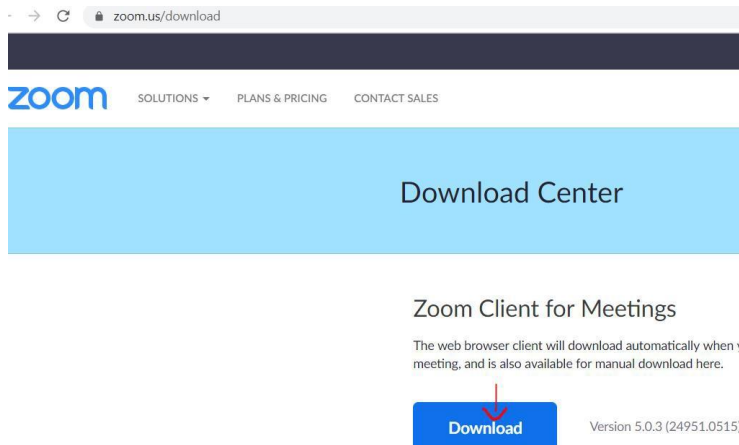 zoom.us/download
zoom SOLUTIONS PLANS & PRICING CONTACT SALES
Download Center
Zoom Client for Meetings
The web browser client will download automatically when
meeting, and is also available for manual download here.
Download Version 5.0.3 (24951.0515)